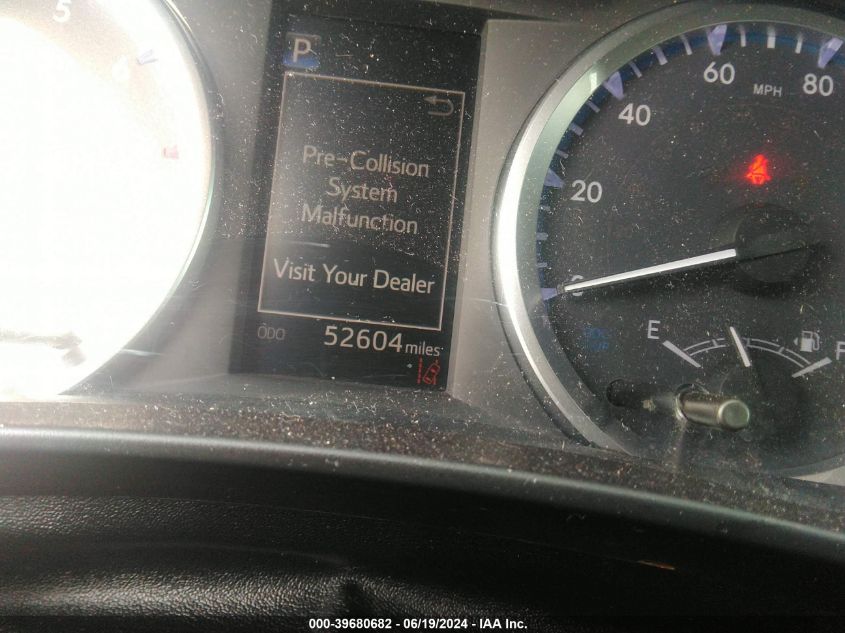 5
P
Pre-Collision
System
Malfunction
Visit Your Dealer
ODO 52604 miles
0
20
40
60
80
MPH
E
F
000-39680682 - 06/19/2024 - IAA Inc.